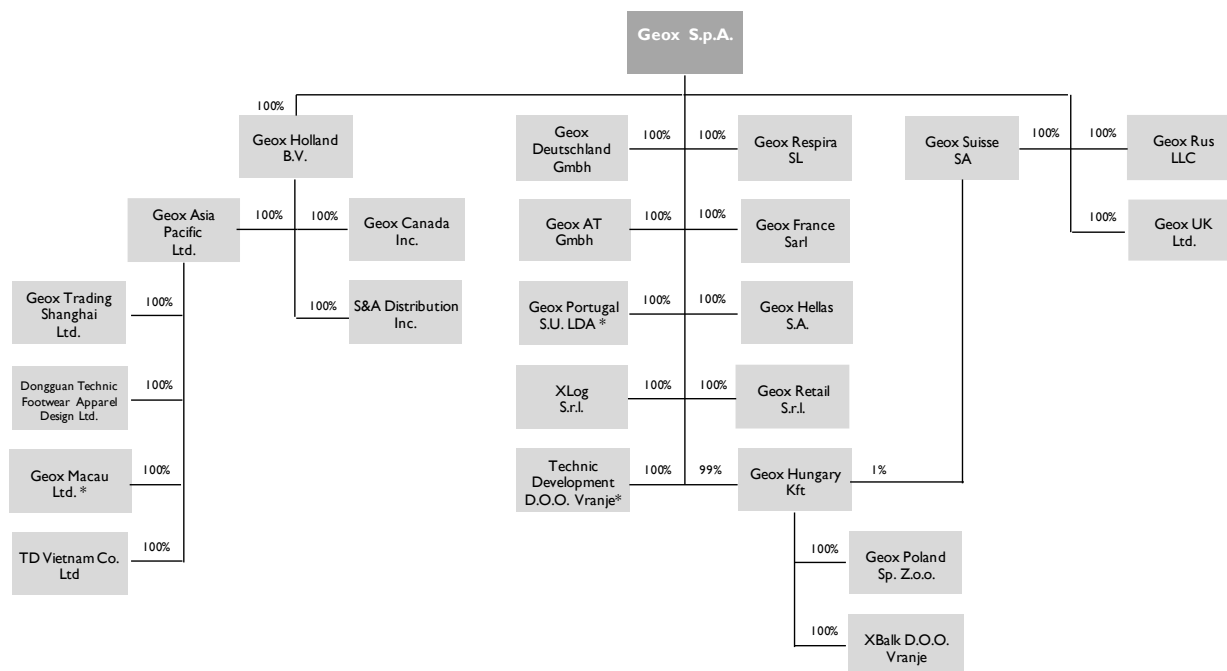 Geox S.p.A.
100%
Geox Holland
B.V.
Geox
Deutschland
Gmbh
100%
100%
Geox Respira
SL
Geox Suisse
SA
100%
100%
Geox Rus
LLC
Geox Asia
Pacific
Ltd.
100%
100%
Geox Canada
Inc.
Geox AT
Gmbh
100%
100%
Geox France
Sarl
100%
Geox UK
Ltd.
Geox Trading
Shanghai
Ltd.
100%
100%
S&A Distribution
Inc.
Geox Portugal
S.U. LDA *
100%
100%
Geox Hellas
S.A.
Dongguan Technic
Footwear Apparel
Design Ltd.
100%
XLog
S.r.l.
100%
100%
Geox Retail
S.r.l.
Geox Macau
Ltd. *
100%
Technic
Development
D.O.O. Vranje*
100%
99%
Geox Hungary
Kft
1%
TD Vietnam Co.
Ltd
100%
100%
Geox Poland
Sp. Z.o.o.
100%
XBalk D.O.O.
Vranje